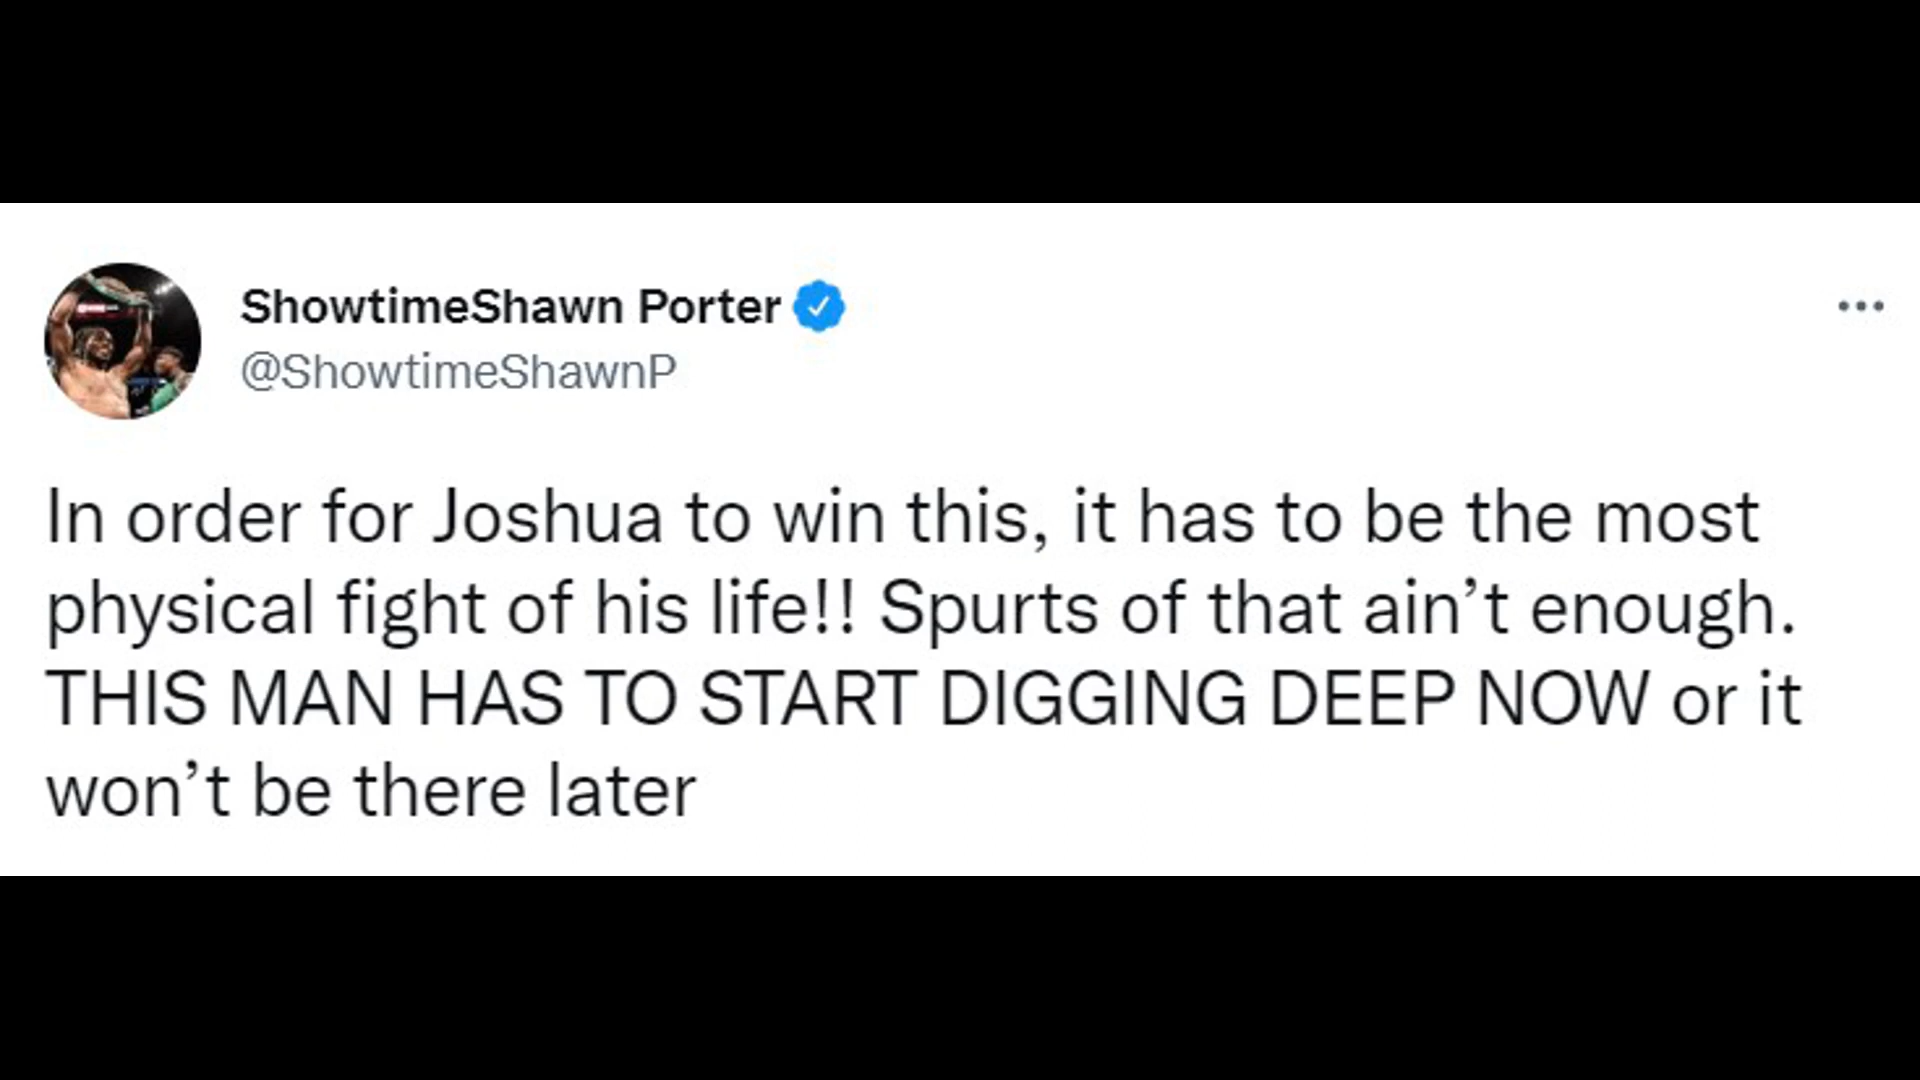 ShowtimeShawn Porter
@ShowtimeShawnP
In order for Joshua to win this, it has to be the most
physical fight of his life!! Spurts of that ain’t enough.
THIS MAN HAS TO START DIGGING DEEP NOW or it
won’t be there later